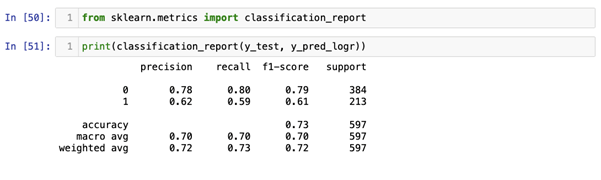 In [50]: 1 from sklearn.metrics import classification_report
In [51]: 1 print(classification_report(y_test, y_pred_logr))
precision recall f1-score support
0 0.78 0.80 0.79 384
1 0.62 0.59 0.61 213
accuracy 0.73 597
macro avg 0.70 0.70 0.70 597
weighted avg 0.72 0.73 0.72 597